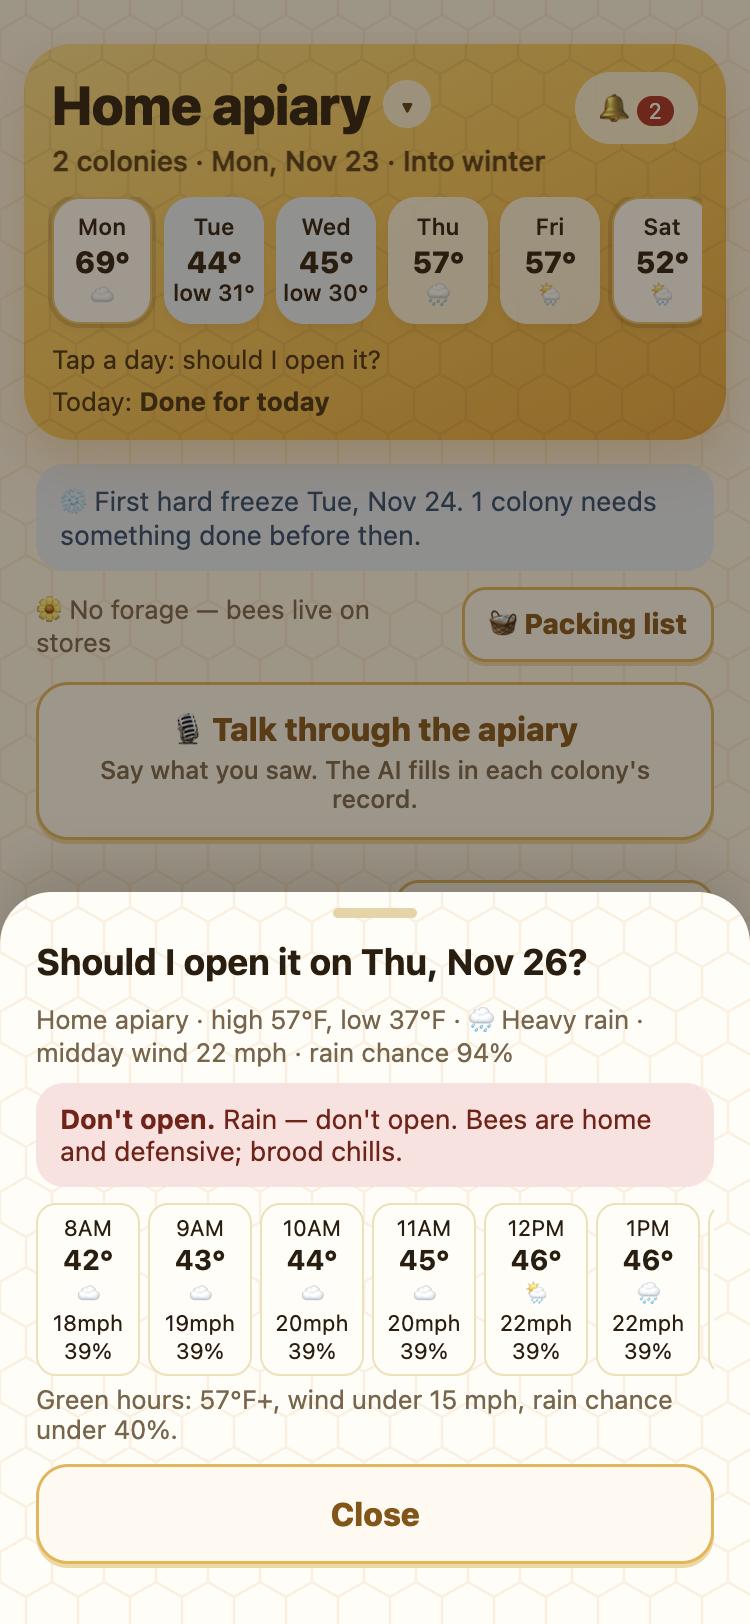 Home apiary ▾
🔔 2
2 colonies · Mon, Nov 23 · Into winter
Mon Tue Wed Thu Fri Sat
69° 44° 45° 57° 57° 52°
low 31° low 30°
Tap a day: should I open it?
Today: Done for today
❄️ First hard freeze Tue, Nov 24. 1 colony needs
something done before then.
🌼 No forage — bees live on
stores
🧺 Packing list
🎙️ Talk through the apiary
Say what you saw. The AI fills in each colony's
record.
Should I open it on Thu, Nov 26?
Home apiary · high 57°F, low 37°F · 🌧️ Heavy rain ·
midday wind 22 mph · rain chance 94%
Don't open. Rain — don't open. Bees are home
and defensive; brood chills.
8AM 9AM 10AM 11AM 12PM 1PM
42° 43° 44° 45° 46° 46°
18mph 19mph 20mph 20mph 22mph 22mph
39% 39% 39% 39% 39% 39%
Green hours: 57°F+, wind under 15 mph, rain chance
under 40%.
Close